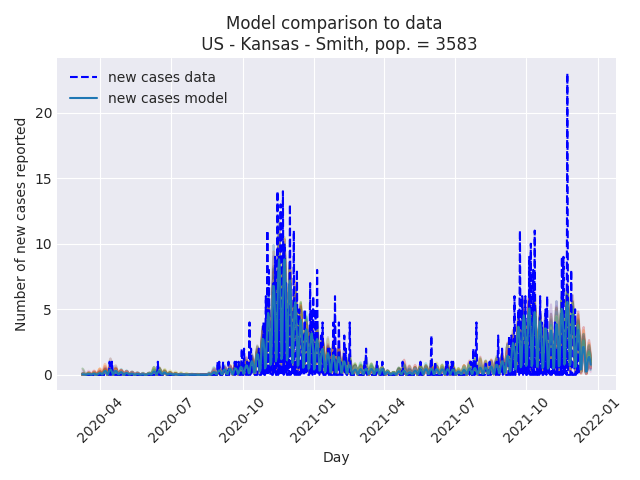 Model comparison to data
US - Kansas - Smith, pop. = 3583
new cases data
new cases model
Number of new cases reported
20
15
10
5
0
2020-04
2020-07
2020-10
2021-01
2021-04
2021-07
2021-10
2022-01
Day